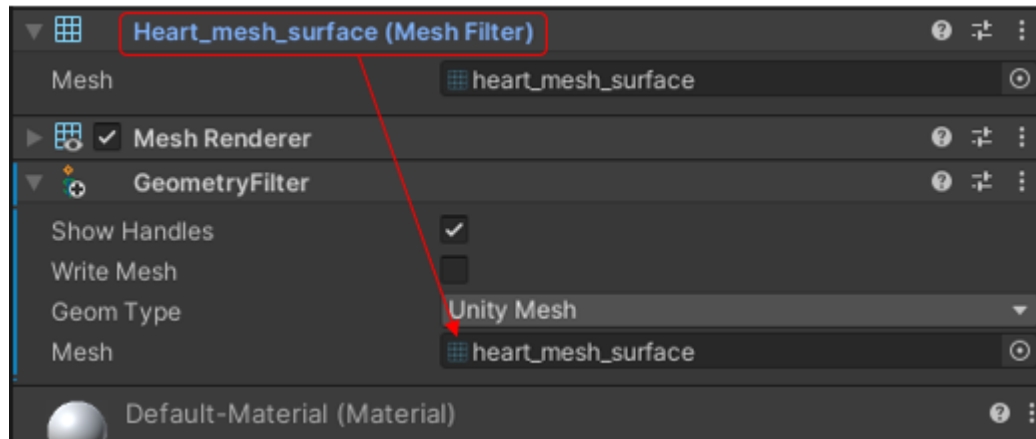 Heart_mesh_surface (Mesh Filter)
Mesh heart_mesh_surface
Mesh Renderer
GeometryFilter
Show Handles
Write Mesh
Geom Type Unity Mesh
Mesh heart_mesh_surface
Default-Material (Material)